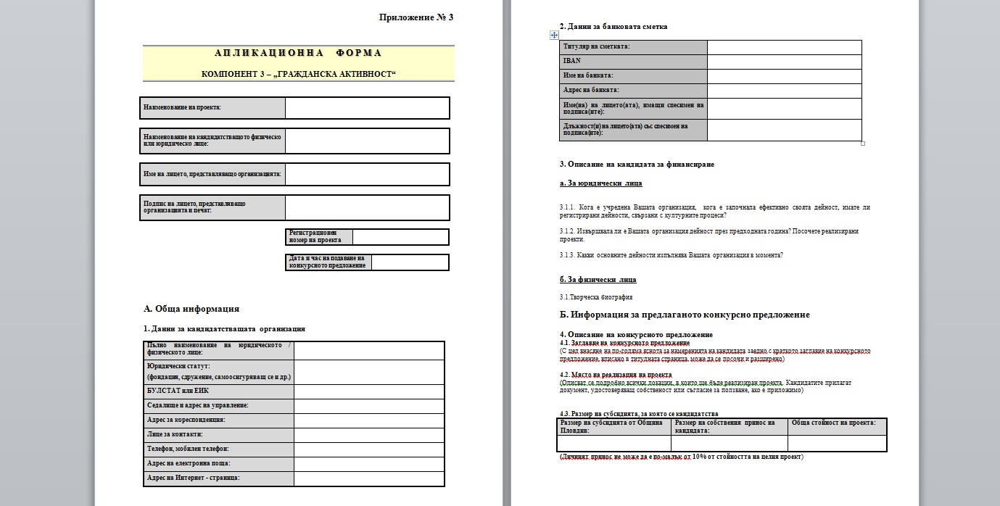 Приложение № 3
АПЛИКАЦИОННА ФОРМА
КОМПОНЕНТ 3 – „ГРАЖДАНСКА АКТИВНОСТ“
Наименование на проекта:
Наименование на кандидатстващото физическо
или юридическо лице:
Име на лицето, представляващо организацията:
Подпис на лицето, представляващо
организацията и печат:
Регистрационен
номер на проекта
Дата и час на подаване на
конкурсното предложение
А. Обща информация
1. Данни за кандидатстващата организация
Пълно наименование на юридическото /
физическото лице:
Юридически статут:
(фондация, сдружение, самоосигуряващ се и др.)
БУЛСТАТ или ЕИК
Седалище и адрес на управление:
Адрес за кореспонденция:
Лице за контакти:
Телефон, мобилен телефон:
Адрес на електронна поща:
Адрес на Интернет - страница:
2. Данни за банковата сметка
Титуляр на сметката:
IBAN
Име на банката:
Адрес на банката:
Име(на) на лицето(ата), имащи спесимен на
подписа(ите):
Длъжност(и) на лицето(ата) със спесимен на
подписа(ите):
3. Описание на кандидата за финансиране
а. За юридически лица
3.1.1. Кога е учредена Вашата организация, кога е започнала ефективно своята дейност, имате ли
регистрирани дейности, свързани с културните процеси?
3.1.2. Извършвала ли е Вашата организация дейност през предходната година? Посочете реализирани
проекти.
3.1.3. Какви основните дейности изпълнява Вашата организация в момента?
б. За физически лица
3.1.Творческа биография
Б. Информация за предлаганото конкурсно предложение
4. Описание на конкурсното предложение
4.1. Заглавие на конкурсното предложение
(С цел внасяне на по-голяма яснота за намеренията на кандидата заедно с краткото заглавие на конкурсното
предложение, вписано в титулната страница, може да се посочи и разширено)
4.2. Място на реализация на проекта
(Описват се подробно всички локации, в които ще бъде реализиран проекта. Кандидатите прилагат
документ, удостоверяващ собственост или съгласие за ползване, ако е приложимо)
4.3. Размер на субсидията, за която се кандидатства
Размер на субсидията от Община
Пловдив:
Размер на собствения принос на
кандидата:
Обща стойност на проекта:
(Личният принос не може да е по-малък от 10% от стойността на целия проект)